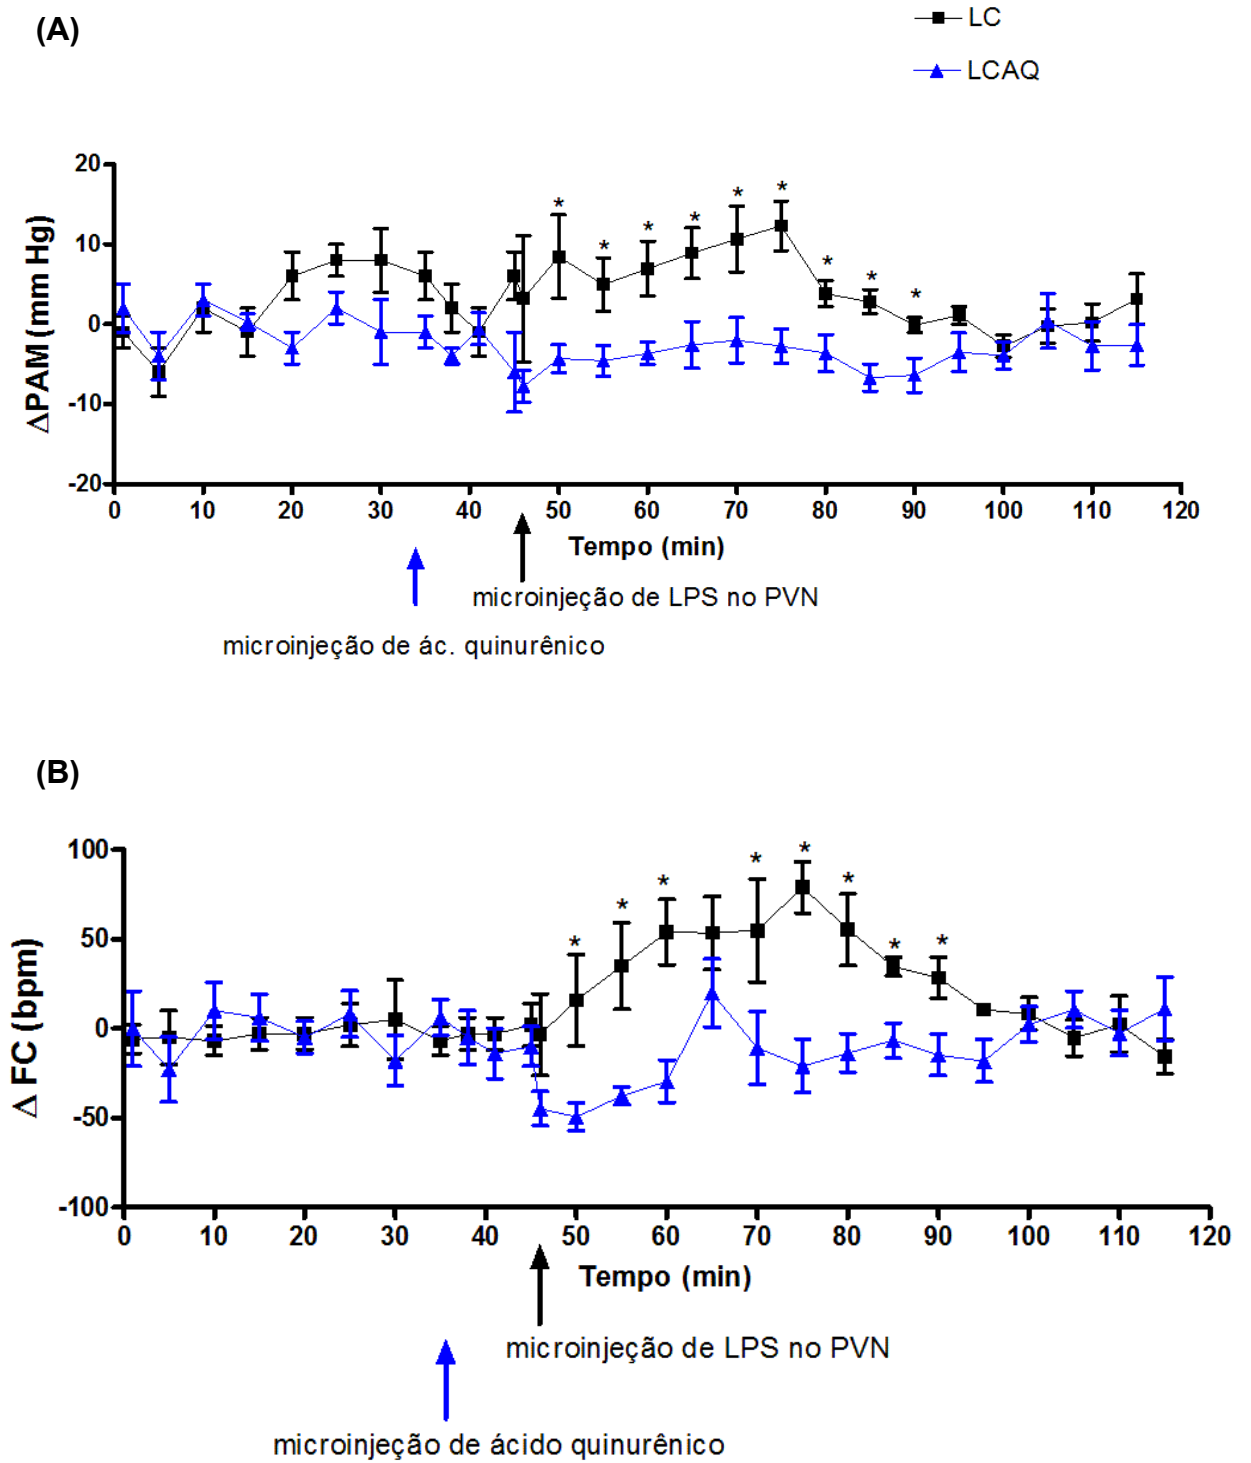 (A)
LC
LCAQ
*
* * * * * * * *
20
10
0
-10
-20
ΔPAM (mm Hg)
0 10 20 30 40 50 60 70 80 90 100 110 120
Tempo (min)
microinjeção de LPS no PVN
microinjeção de ác. quinurênico
(B)
* * * * * * * *
100
50
0
-50
-100
Δ FC (bpm)
0 10 20 30 40 50 60 70 80 90 100 110 120
Tempo (min)
microinjeção de LPS no PVN
microinjeção de ácido quinurênico